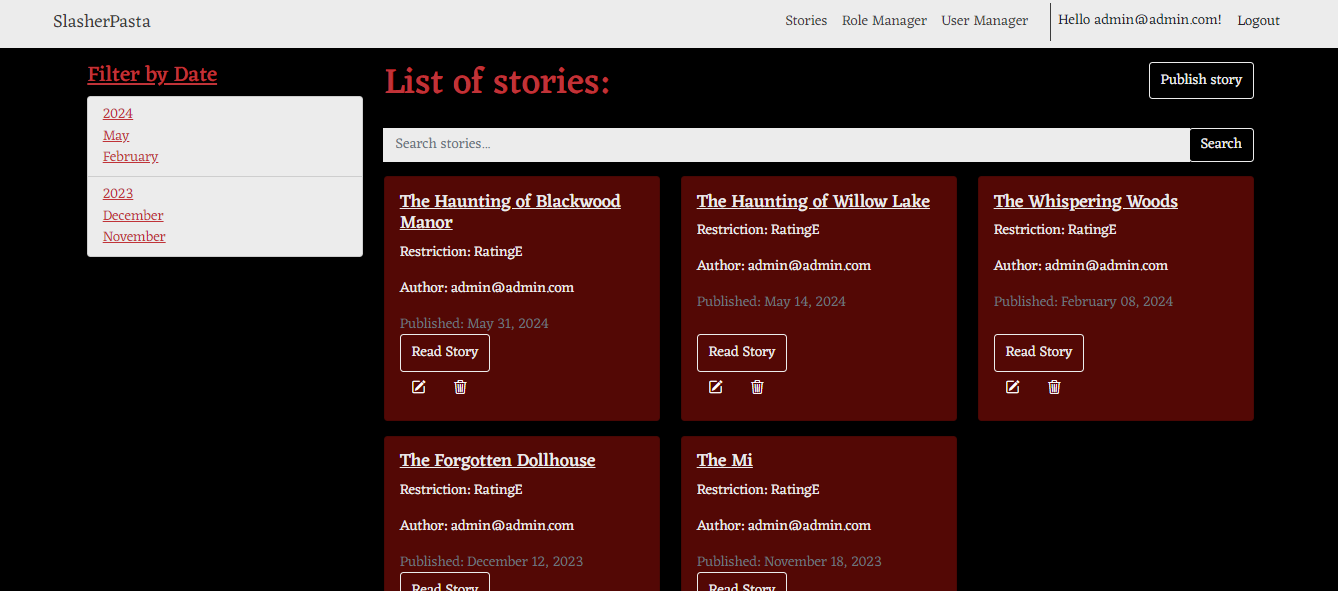 SlasherPasta
Stories Role Manager User Manager Hello admin@admin.com! Logout
Filter by Date
2024
May
February
2023
December
November
List of stories:
Publish story
Search stories...
Search
The Haunting of Blackwood
Manor
Restriction: RatingE
Author: admin@admin.com
Published: May 31, 2024
Read Story
The Haunting of Willow Lake
Restriction: RatingE
Author: admin@admin.com
Published: May 14, 2024
Read Story
The Whispering Woods
Restriction: RatingE
Author: admin@admin.com
Published: February 08, 2024
Read Story
The Forgotten Dollhouse
Restriction: RatingE
Author: admin@admin.com
Published: December 12, 2023
Read Story
The Mi
Restriction: RatingE
Author: admin@admin.com
Published: November 18, 2023
Read Story